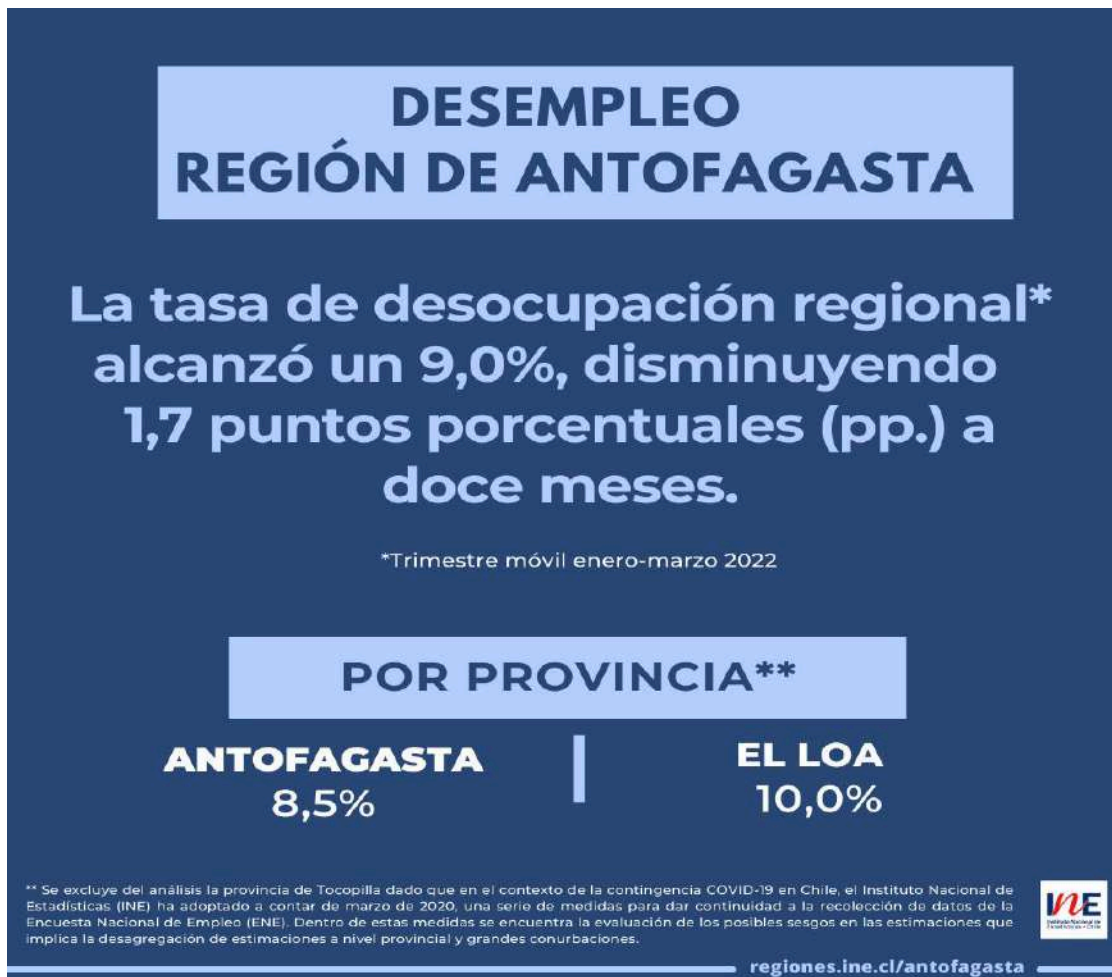 DESEMPLEO
REGIÓN DE ANTOFAGASTA
La tasa de desocupación regional*
alcanzó un 9,0%, disminuyendo
1,7 puntos porcentuales (pp.) a
doce meses.
*Trimestre móvil enero-marzo 2022
POR PROVINCIA**
ANTOFAGASTA
8,5%
EL LOA
10,0%
** Se excluye del análisis la provincia de Tocopilla dado que en el contexto de la contingencia COVID-19 en Chile, el Instituto Nacional de
Estadísticas (INE) ha adoptado a contar de marzo de 2020, una serie de medidas para dar continuidad a la recolección de datos de la
Encuesta Nacional de Empleo (ENE). Dentro de estas medidas se encuentra la evaluación de los posibles sesgos en las estimaciones que
implica la desagregación de estimaciones a nivel provincial y grandes conurbaciones.
INE
regiones.ine.cl/antofagasta